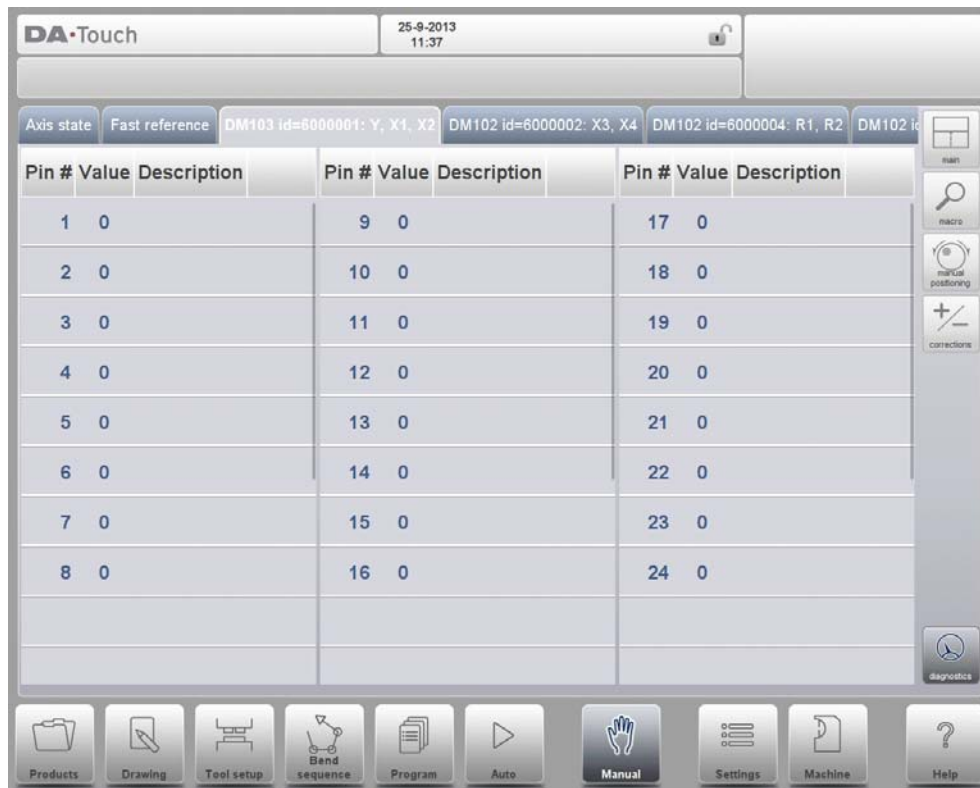 DA·Touch
25-9-2013
11:37
Axis state Fast reference DM103 id=6000001: Y, X1, X2 DM102 id=6000002: X3, X4 DM102 id=6000004: R1, R2 DM102 id
main
Pin # Value Description Pin # Value Description Pin # Value Description
macro
1 0 9 0 17 0
2 0 10 0 18 0
manual
positioning
3 0 11 0 19 0
corrections
4 0 12 0 20 0
5 0 13 0 21 0
6 0 14 0 22 0
7 0 15 0 23 0
8 0 16 0 24 0
diagnostics
Products Drawing Tool setup Bend sequence Program Auto Manual Settings Machine Help